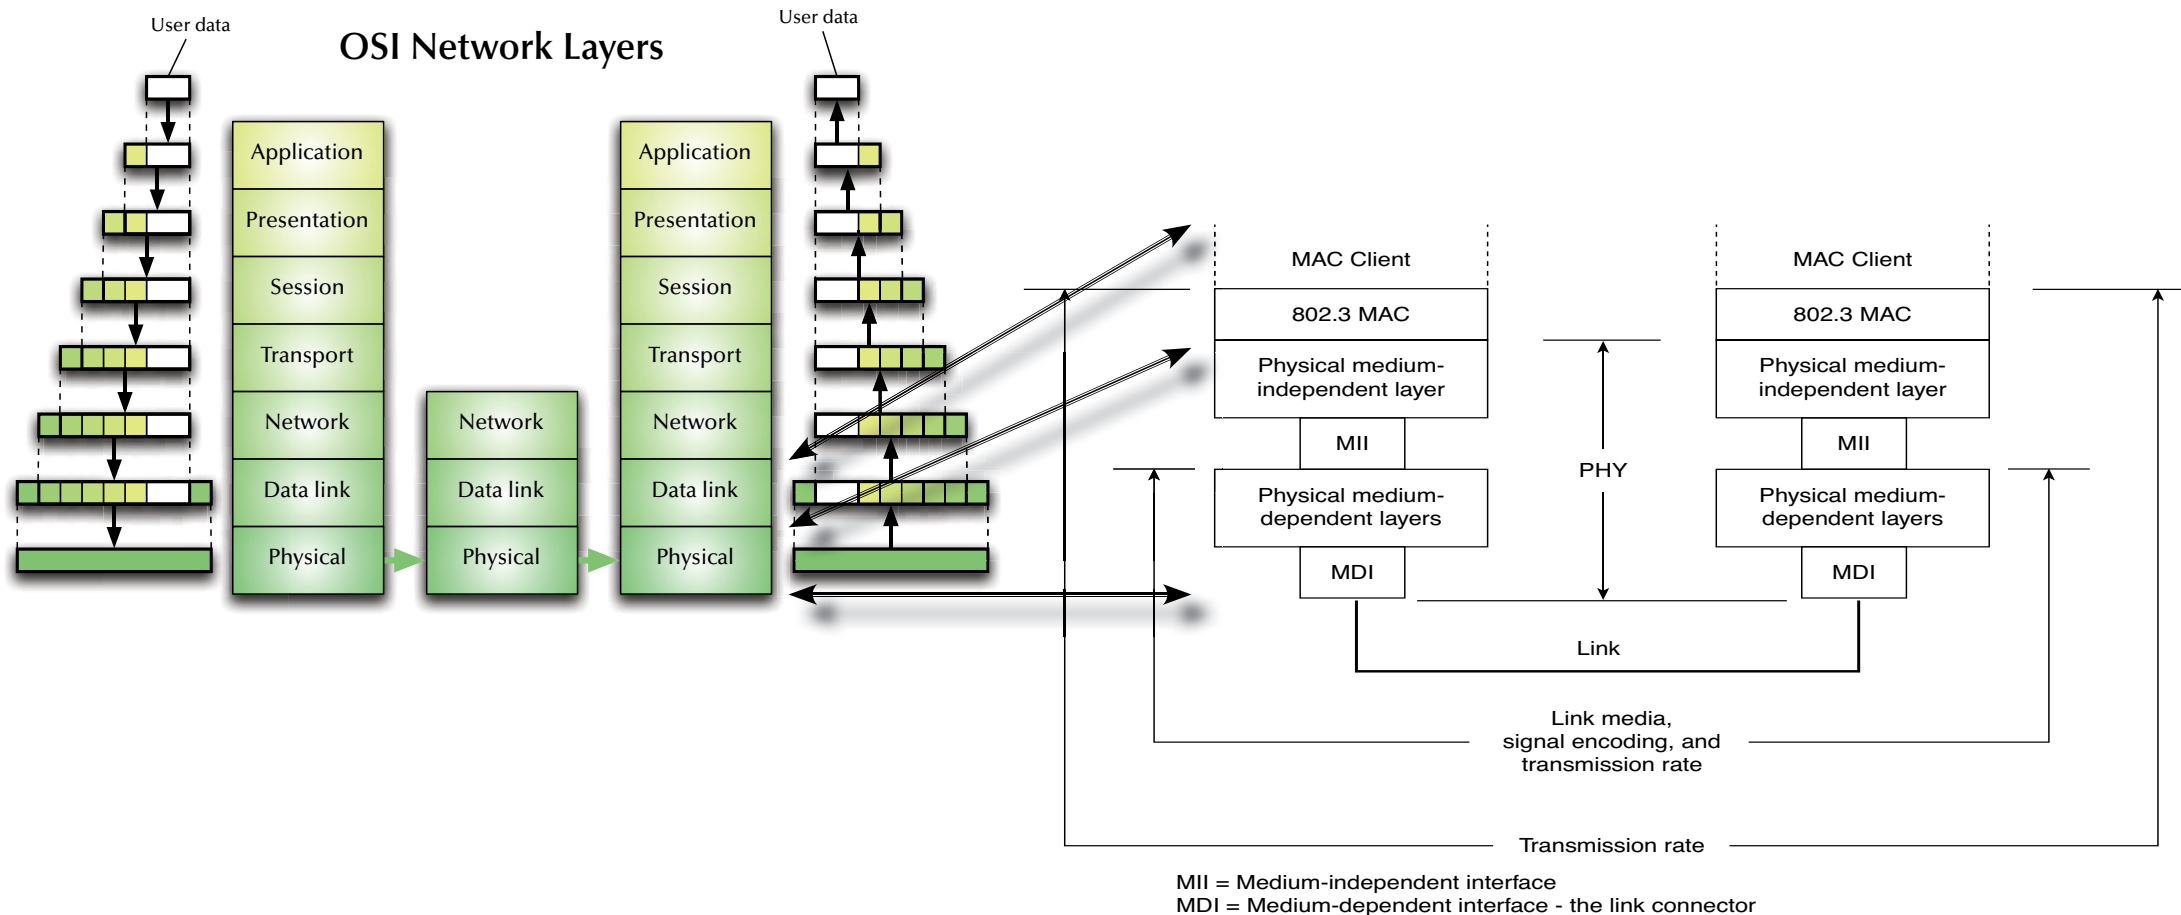 User data
User data
OSI Network Layers
Application
Presentation
Session
Transport
Network
Data link
Physical
Network
Data link
Physical
Application
Presentation
Session
Transport
Network
Data link
Physical
MAC Client
802.3 MAC
Physical medium-
independent layer
MII
Physical medium-
dependent layers
MDI
PHY
MAC Client
802.3 MAC
Physical medium-
independent layer
MII
Physical medium-
dependent layers
MDI
Link
Link media,
signal encoding, and
transmission rate
Transmission rate
MII = Medium-independent interface
MDI = Medium-dependent interface - the link connector